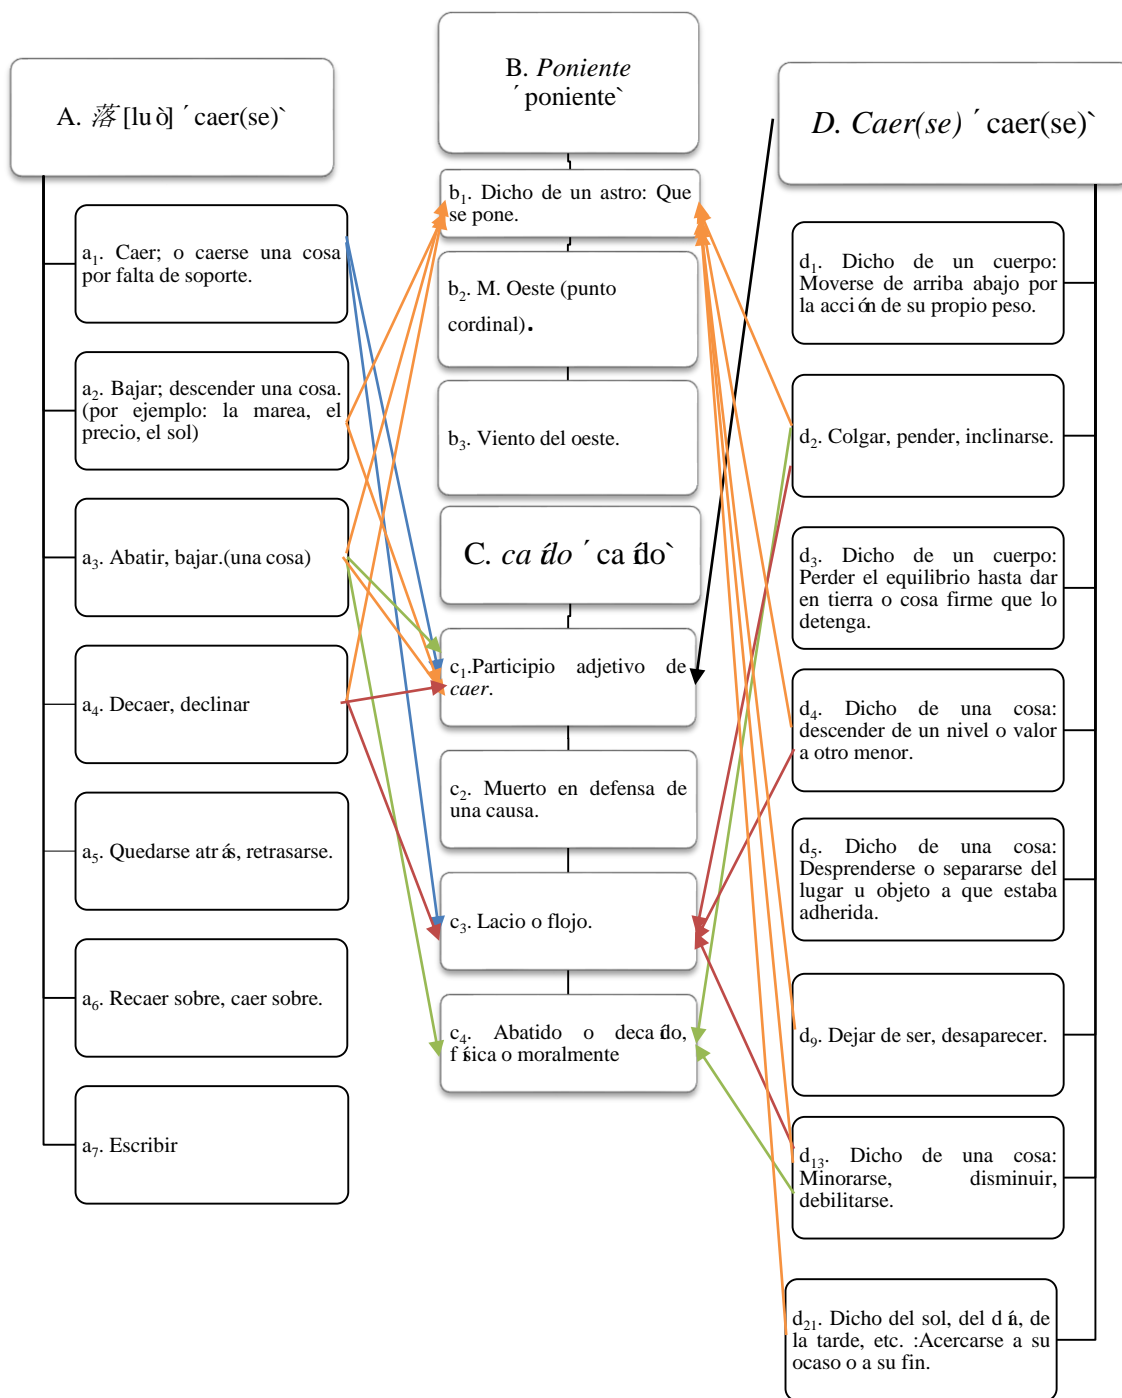 A. 落 [luò] ´ caer(se)`
a1. Caer; o caerse una cosa
por falta de soporte.
a2. Bajar; descender una cosa.
(por ejemplo: la marea, el
precio, el sol)
a3. Abatir, bajar.(una cosa)
a4. Decaer, declinar
a5. Quedarse atrás, retrasarse.
a6. Recaer sobre, caer sobre.
a7. Escribir
B. Poniente
´ poniente`
b1. Dicho de un astro: Que
se pone.
b2. M. Oeste (punto
cordinal).
b3. Viento del oeste.
C. caído ´ caído`
c1.Participio adjetivo de
caer.
c2. Muerto en defensa de
una causa.
c3. Lacio o flojo.
c4. Abatido o decaído,
física o moralmente
D. Caer(se) ´ caer(se)`
d1. Dicho de un cuerpo:
Moverse de arriba abajo por
la acción de su propio peso.
d2. Colgar, pender, inclinarse.
d3. Dicho de un cuerpo:
Perder el equilibrio hasta dar
en tierra o cosa firme que lo
detenga.
d4. Dicho de una cosa:
descender de un nivel o valor
a otro menor.
d5. Dicho de una cosa:
Desprenderse o separarse del
lugar u objeto a que estaba
adherida.
d9. Dejar de ser, desaparecer.
d13. Dicho de una cosa:
Minorarse, disminuir,
debilitarse.
d21. Dicho del sol, del día, de
la tarde, etc. :Acercarse a su
ocaso o a su fin.